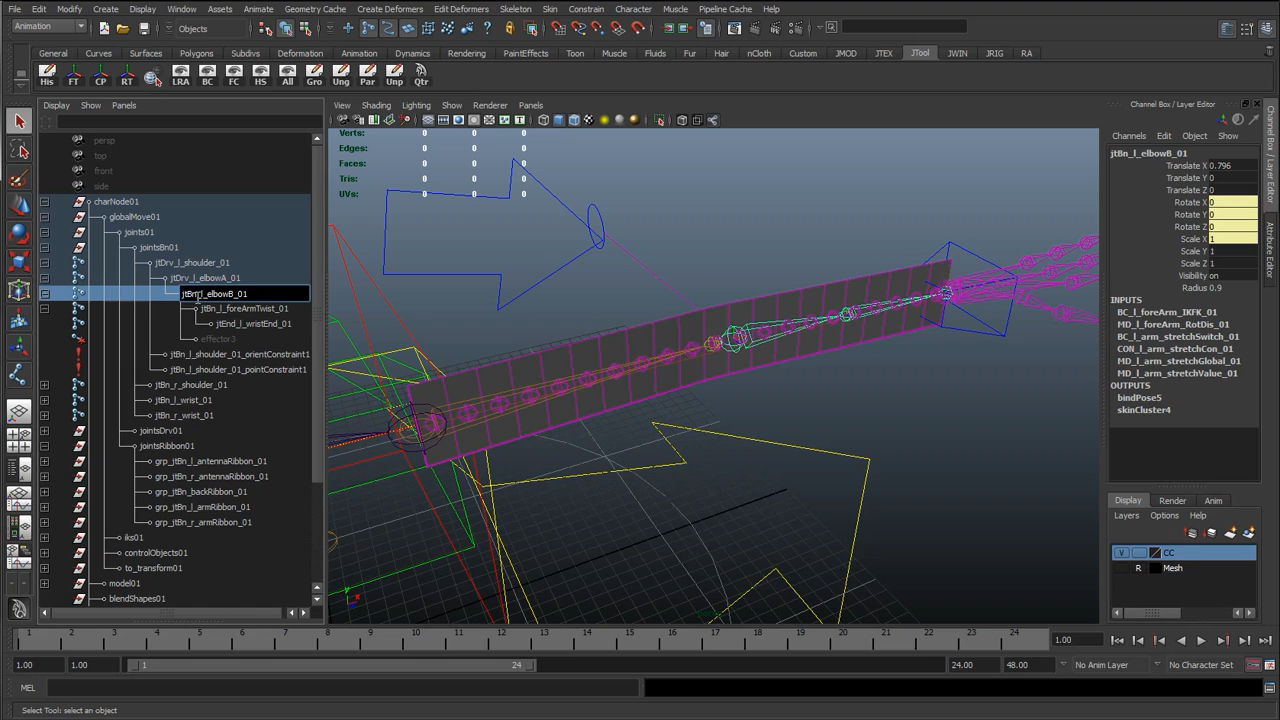 File Edit Modify Create Display Window Assets Animate Geometry Cache Create Deformers Edit Deformers Skeleton Skin Constrain Character Muscle Pipeline Cache Help
Animation Objects
General Curves Surfaces Polygons Subdivs Deformation Animation Dynamics Rendering PaintEffects Toon Muscle Fluids Fur Hair nCloth Custom JMOD JTEX JTool JWIN JRIG RA
His FT CP RT LRA BC FC HS All Gro Ung Par Unp Qtr
Display Show Panels
View Shading Lighting Show Renderer Panels
Channel Box / Layer Editor
persp
top
front
side
charNode01
globalMove01
joints01
jointsBn01
jtDrv_l_shoulder_01
jtDrv_l_elbowA_01
jtBn_l_elbowB_01
jtBn_l_foreArmTwist_01
jtEnd_l_wristEnd_01
effector3
jtBn_l_shoulder_01_orientConstraint1
jtBn_l_shoulder_01_pointConstraint1
jtBn_r_shoulder_01
jtBn_l_wrist_01
jtBn_r_wrist_01
jointsDrv01
jointsRibbon01
grp_jtBn_l_antennaRibbon_01
grp_jtBn_r_antennaRibbon_01
grp_jtBn_backRibbon_01
grp_jtBn_l_armRibbon_01
grp_jtBn_r_armRibbon_01
iks01
controlObjects01
to_transform01
model01
blendShapes01
Verts: 0 0 0
Edges: 0 0 0
Faces: 0 0 0
Tris: 0 0 0
UVs: 0 0 0
y
x
Channels Edit Object Show
jtBn_l_elbowB_01
Translate X 0.796
Translate Y 0
Translate Z 0
Rotate X 0
Rotate Y 0
Rotate Z 0
Scale X 1
Scale Y 1
Scale Z 1
Visibility on
Radius 0.9
INPUTS
BC_l_foreArm_IKFK_01
MD_l_foreArm_RotDis_01
BC_l_arm_stretchSwitch_01
CON_l_arm_stretchCon_01
MD_l_arm_stretchGlobal_01
MD_l_arm_stretchValue_01
OUTPUTS
bindPose5
skinCluster4
Display Render Anim
Layers Options Help
V CC
R Mesh
Channel Box / Layer Editor
Attribute Editor
1 2 3 4 5 6 7 8 9 10 11 12 13 14 15 16 17 18 19 20 21 22 23 24 1.00
1.00 1.00 1 24 24.00 48.00 No Anim Layer No Character Set
MEL
Select Tool: select an object